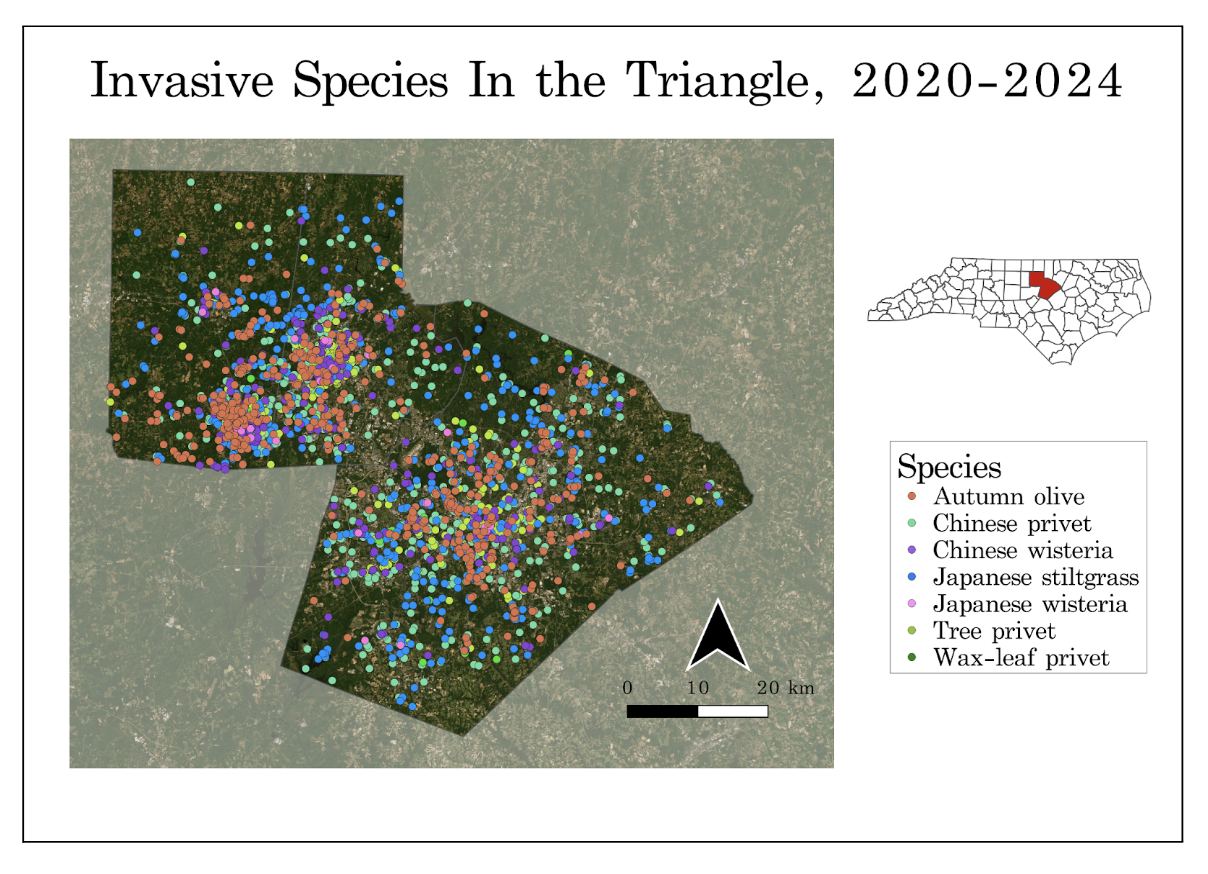 Invasive Species In the Triangle, 2020-2024
Species
Autumn olive
Chinese privet
Chinese wisteria
Japanese stiltgrass
Japanese wisteria
Tree privet
Wax-leaf privet
0 10 20 km